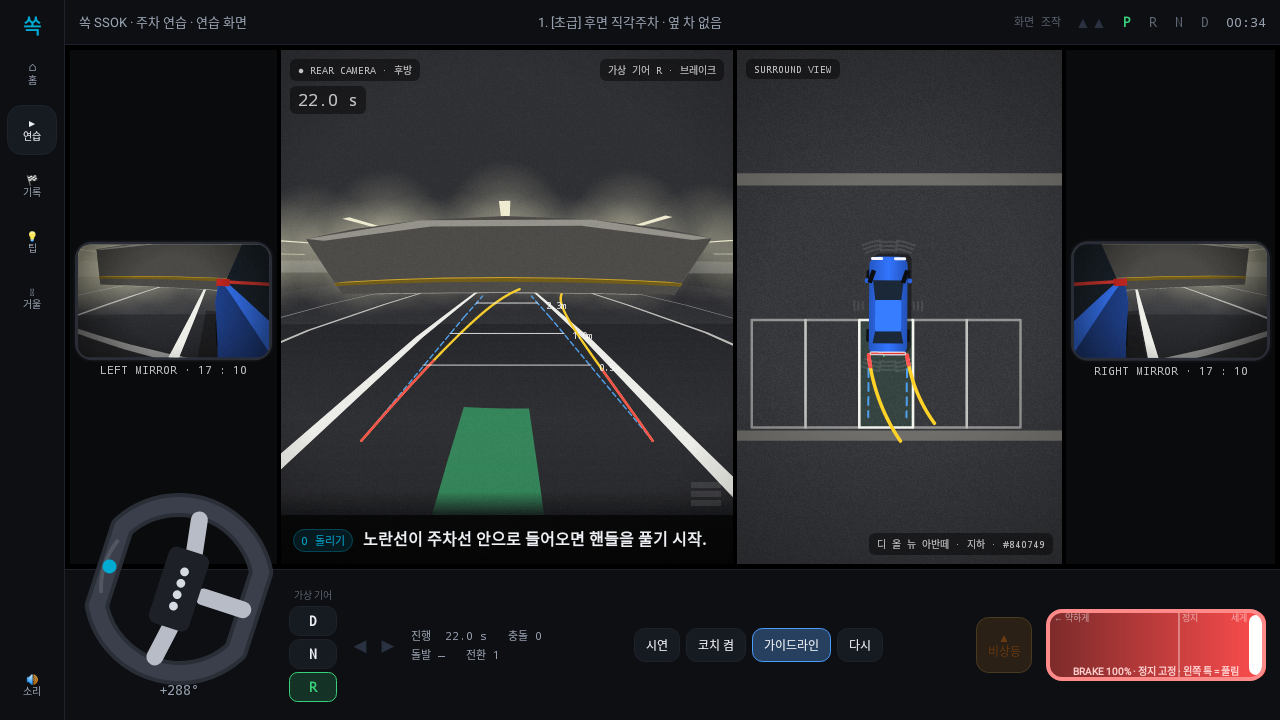 쏙
쏙 SSOK · 주차 연습 · 연습 화면
1. [초급] 후면 직각주차 · 옆 차 없음
화면 조작 ▲▲ P R N D 00:34
홈
연습
기록
팁
거울
소리
● REAR CAMERA · 후방
가상 기어 R · 브레이크
22.0 s
SURROUND VIEW
LEFT MIRROR · 17 : 10
RIGHT MIRROR · 17 : 10
O 돌리기
노란선이 주차선 안으로 들어오면 핸들을 풀기 시작.
디 올 뉴 아반떼 · 지하 · #840749
+288°
가상 기어
D
N
R
◀ ▶
진행 22.0 s 충돌 0
돌발 — 전환 1
시연
코치 켬
가이드라인
다시
▲
비상등
← 약하게
정지
세게
BRAKE 100% · 정지 고정 · 왼쪽 톡 = 풀림